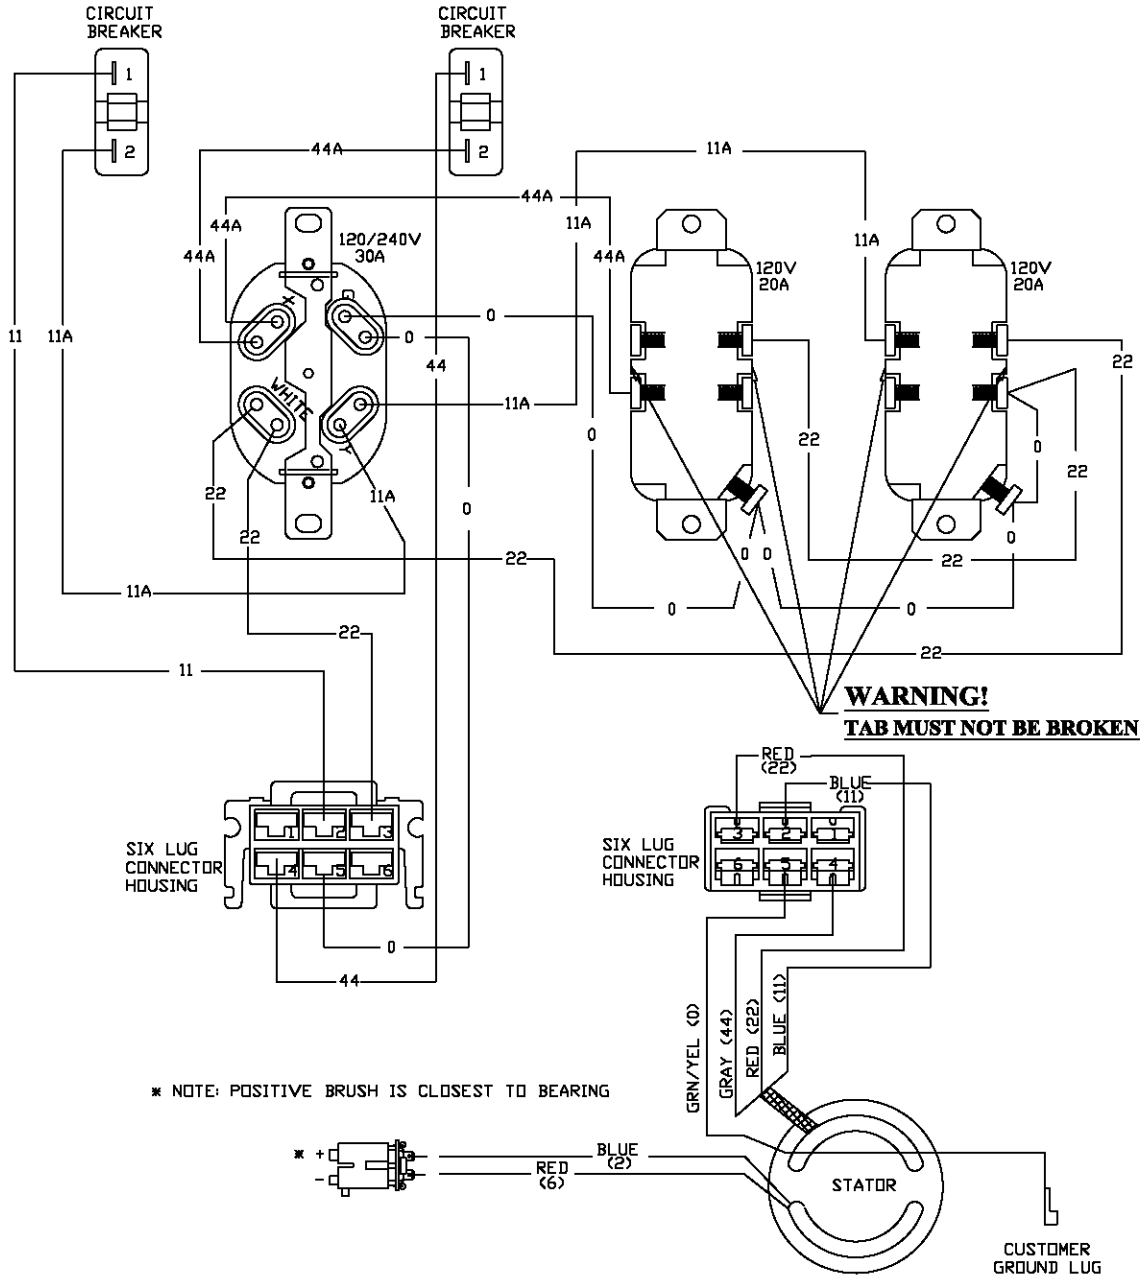 CIRCUIT
BREAKER
CIRCUIT
BREAKER
1
1
2
2
44A
11A
44A
44A
11A
120/240V
30A
44A
44A
11A
120V
20A
120V
20A
X
G
0
0
11
11A
44
22
WHITE
11A
Y
0
22
0
22
22
11A
0
22
0
0
0
22
22
11A
0
0
22
22
11
WARNING!
TAB MUST NOT BE BROKEN
RED
(22)
BLUE
(11)
1
2
3
3
2
1
SIX LUG
CONNECTOR
HOUSING
4
5
6
SIX LUG
CONNECTOR
HOUSING
6
5
4
0
44
GRN/YEL (0)
GRAY (44)
RED (22)
BLUE (11)
* NOTE: POSITIVE BRUSH IS CLOSEST TO BEARING
* +
-
BLUE
(2)
RED
(6)
STATOR
CUSTOMER
GROUND LUG